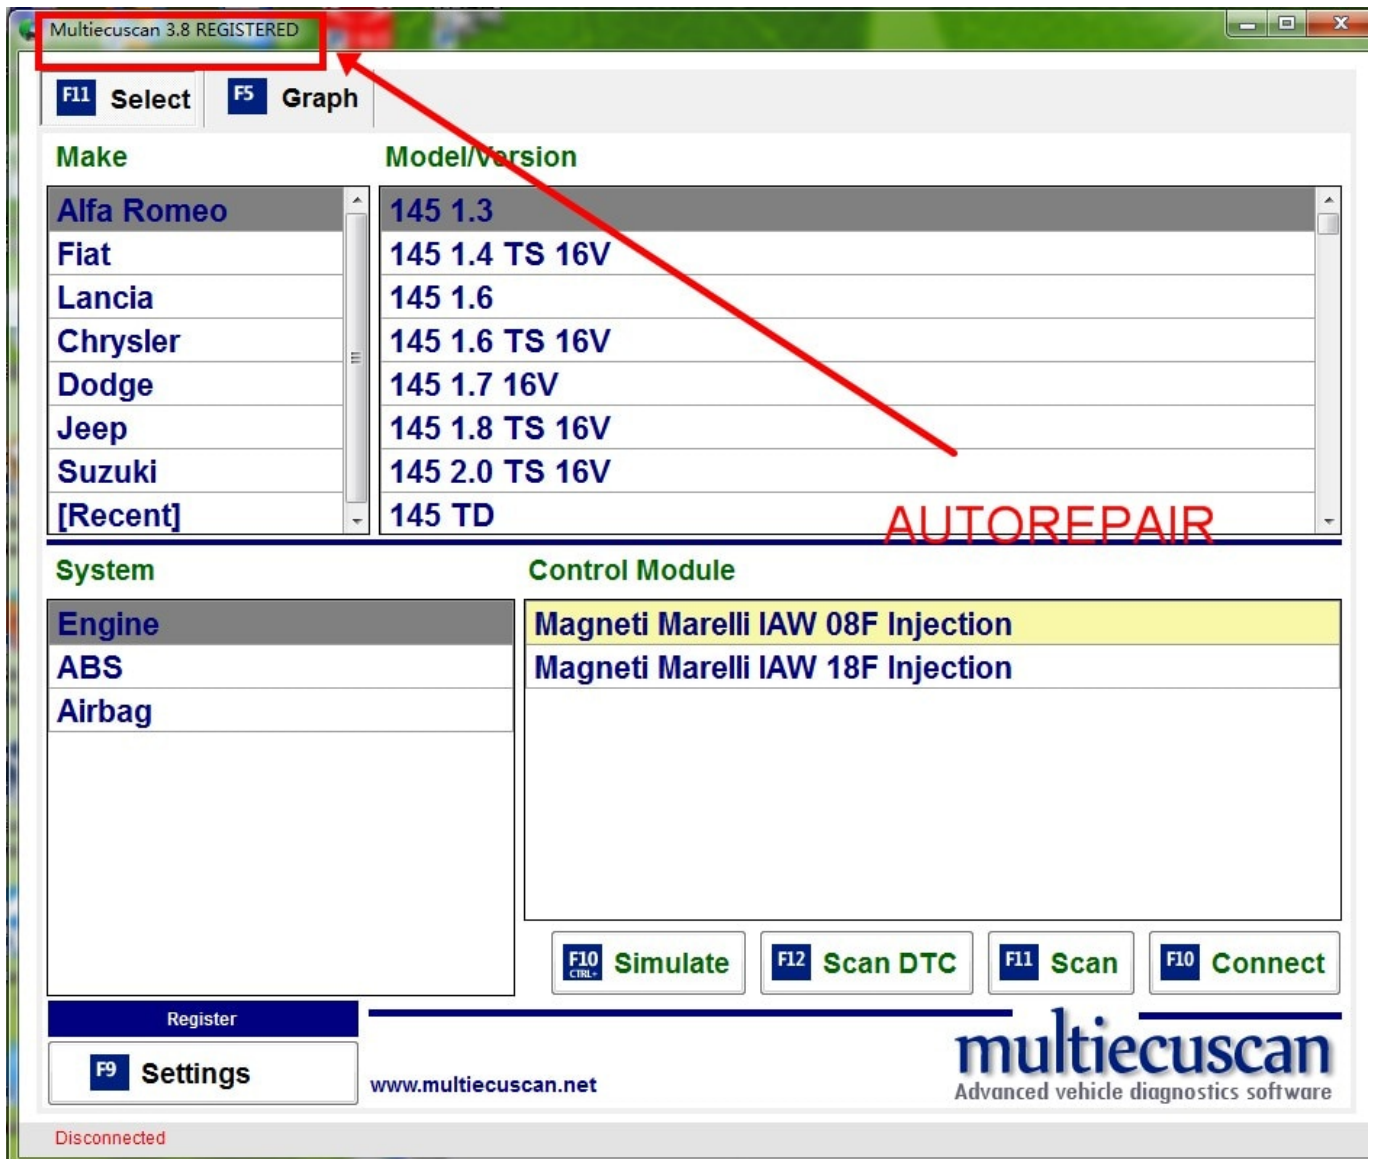 Multiecuscan 3.8 REGISTERED
F11 Select F5 Graph
Make
Model/Version
Alfa Romeo
Fiat
Lancia
Chrysler
Dodge
Jeep
Suzuki
[Recent]
145 1.3
145 1.4 TS 16V
145 1.6
145 1.6 TS 16V
145 1.7 16V
145 1.8 TS 16V
145 2.0 TS 16V
145 TD
AUTOREPAIR
System
Engine
ABS
Airbag
Control Module
Magneti Marelli IAW 08F Injection
Magneti Marelli IAW 18F Injection
F10 CTRL+ Simulate
F12 Scan DTC
F11 Scan
F10 Connect
Register
F9 Settings
www.multiecuscan.net
multiecuscan
Advanced vehicle diagnostics software
Disconnected